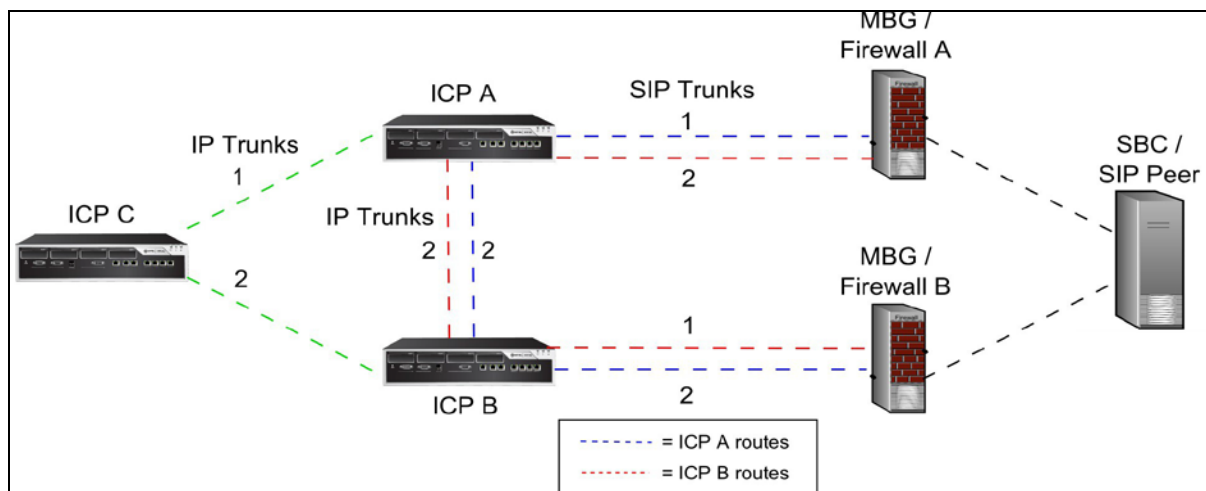 MBG /
Firewall A
ICP A
SIP Trunks
1
2
IP Trunks
1
SBC /
SIP Peer
ICP C
IP Trunks
2
2
2
MBG /
Firewall B
1
2
ICP B
= ICP A routes
= ICP B routes